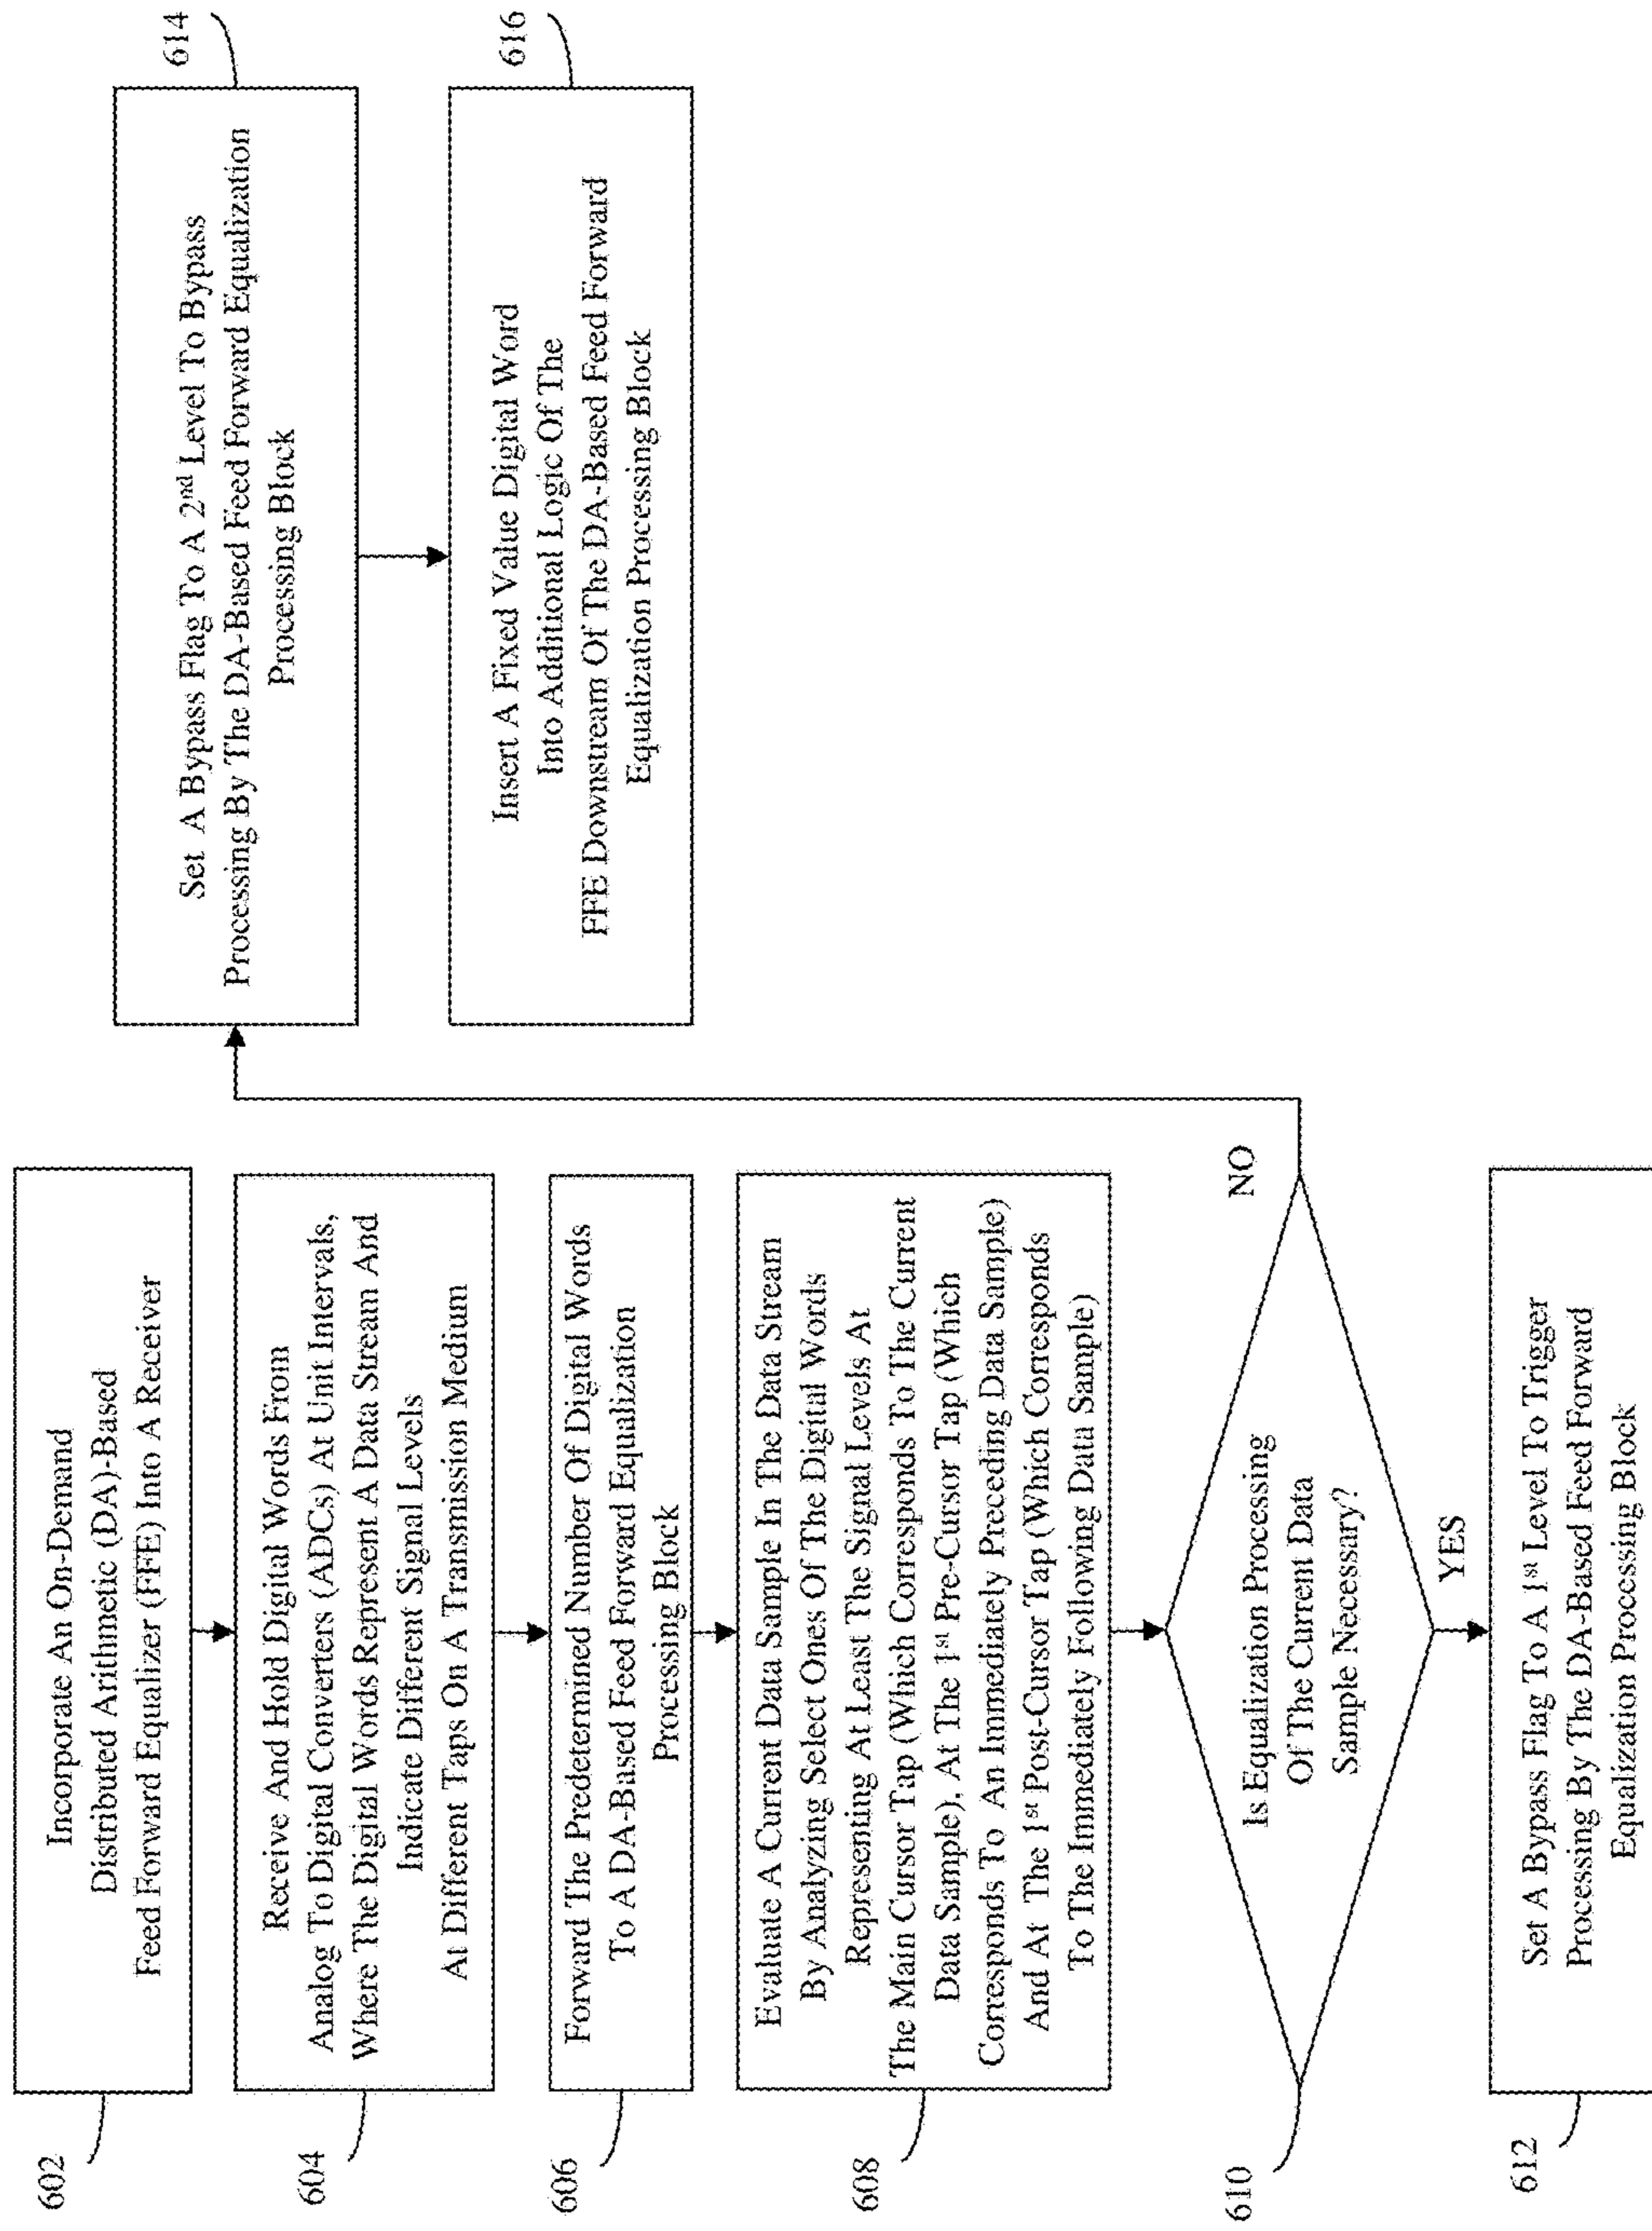 602
Incorporate An On-Demand
Distributed Arithmetic (DA)-Based
Feed Forward Equalizer (FFE) Into A Receiver
604
Receive And Hold Digital Words From
Analog To Digital Converters (ADCs) At Unit Intervals,
Where The Digital Words Represent A Data Stream And
Indicate Different Signal Levels
At Different Taps On A Transmission Medium
606
Forward The Predetermined Number Of Digital Words
To A DA-Based Feed Forward Equalization
Processing Block
608
Evaluate A Current Data Sample In The Data Stream
By Analyzing Select Ones Of The Digital Words
Representing At Least The Signal Levels At
The Main Cursor Tap (Which Corresponds To The Current
Data Sample), At The 1st Pre-Cursor Tap (Which
Corresponds To An Immediately Preceding Data Sample)
And At The 1st Post-Cursor Tap (Which Corresponds
To The Immediately Following Data Sample)
610
Is Equalization Processing
Of The Current Data
Sample Necessary?
NO
YES
612
Set A Bypass Flag To A 1st Level To Trigger
Processing By The DA-Based Feed Forward
Equalization Processing Block
614
Set A Bypass Flag To A 2nd Level To Bypass
Processing By The DA-Based Feed Forward Equalization
Processing Block
616
Insert A Fixed Value Digital Word
Into Additional Logic Of The
FFE Downstream Of The DA-Based Feed Forward
Equalization Processing Block